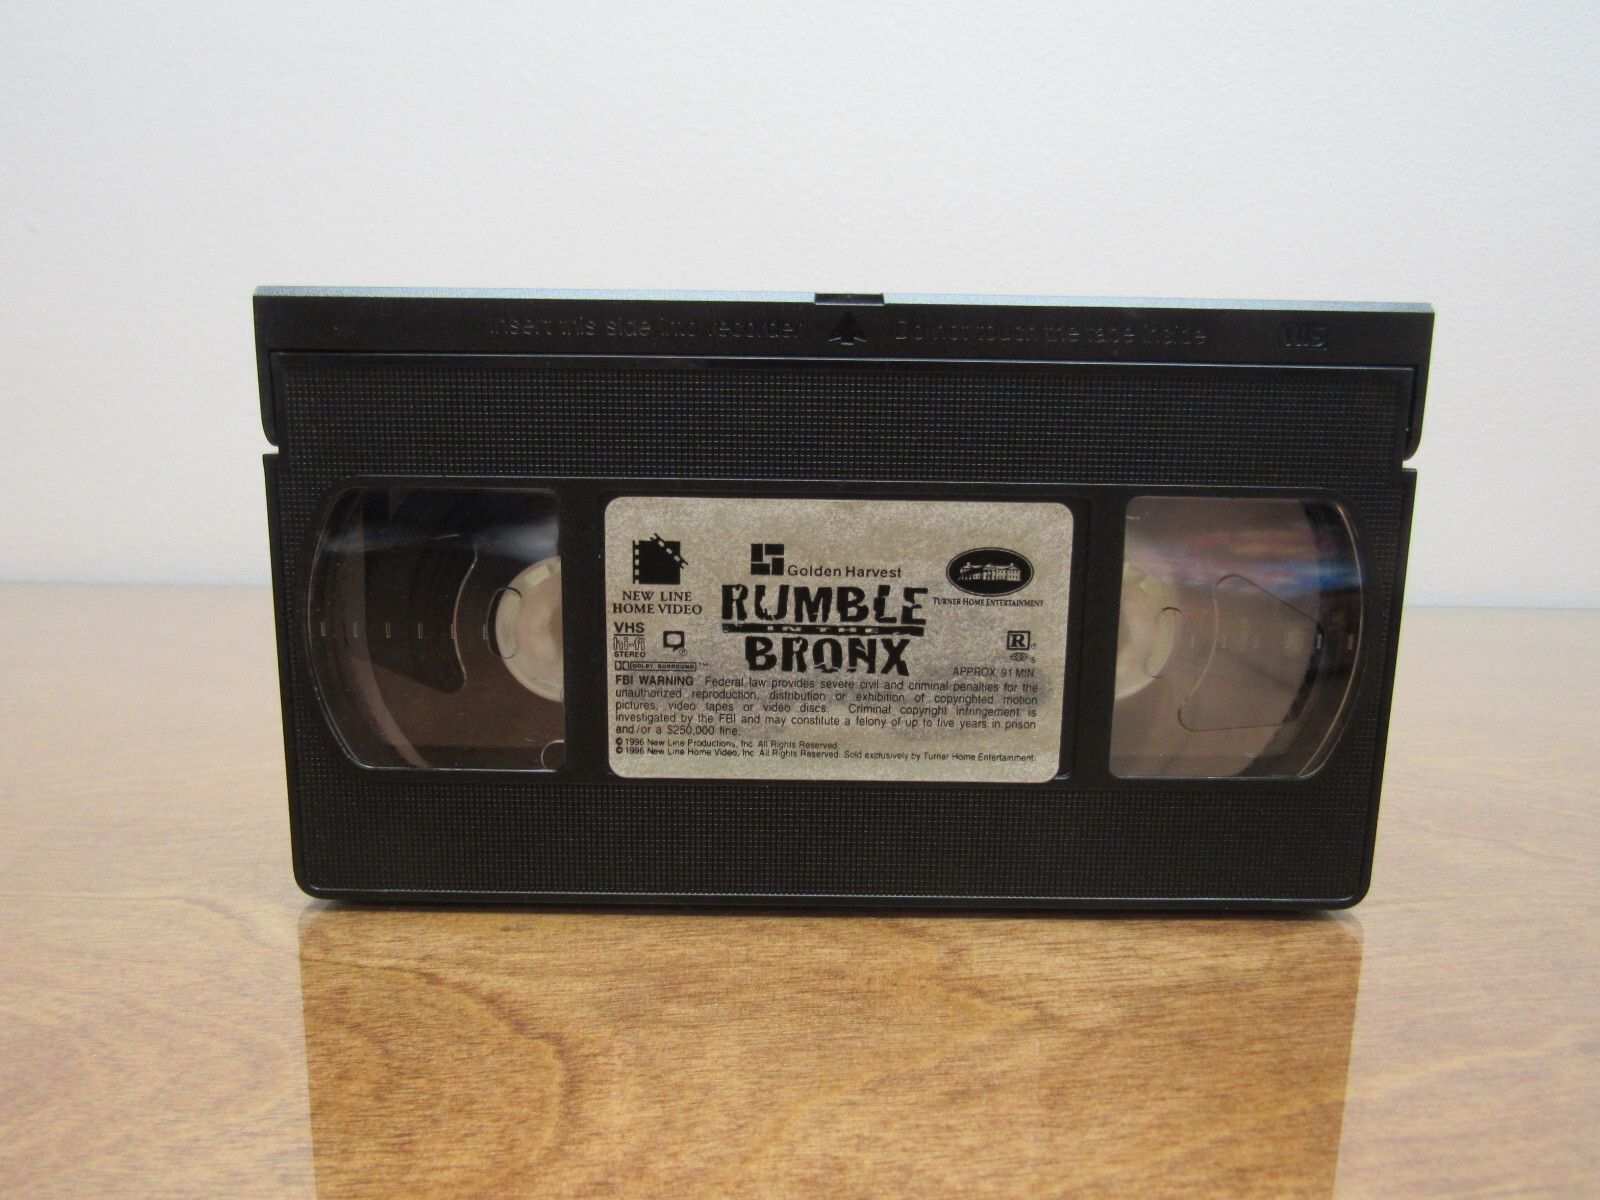 Insert this side into recorder Do not touch the tape inside VHS
NEW LINE
HOME VIDEO
Golden Harvest
TURNER HOME ENTERTAINMENT
RUMBLE
IN THE
BRONX
VHS
hi-fi
STEREO
DOLBY SURROUND™
R
APPROX. 91 MIN.
FBI WARNING Federal law provides severe civil and criminal penalties for the
unauthorized reproduction, distribution or exhibition of copyrighted motion
pictures, video tapes or video discs. Criminal copyright infringement is
investigated by the FBI and may constitute a felony of up to five years in prison
and/or a $250,000 fine.
© 1996 New Line Productions, Inc. All Rights Reserved.
© 1996 New Line Home Video, Inc. All Rights Reserved. Sold exclusively by Turner Home Entertainment.